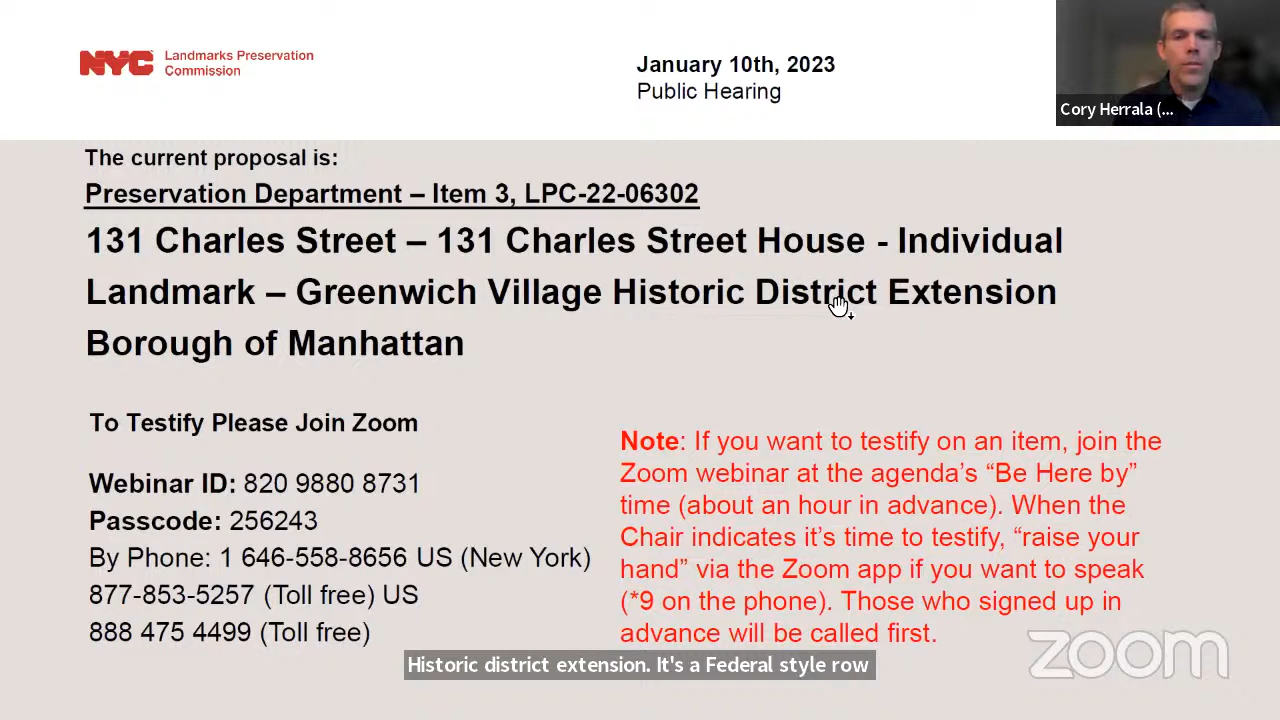 NYC Landmarks Preservation
Commission
January 10th, 2023
Public Hearing
Cory Herrala (...
The current proposal is:
Preservation Department – Item 3, LPC-22-06302
131 Charles Street – 131 Charles Street House - Individual
Landmark – Greenwich Village Historic District Extension
Borough of Manhattan
To Testify Please Join Zoom
Webinar ID: 820 9880 8731
Passcode: 256243
By Phone: 1 646-558-8656 US (New York)
877-853-5257 (Toll free) US
888 475 4499 (Toll free)
Note: If you want to testify on an item, join the
Zoom webinar at the agenda’s “Be Here by”
time (about an hour in advance). When the
Chair indicates it’s time to testify, “raise your
hand” via the Zoom app if you want to speak
(*9 on the phone). Those who signed up in
advance will be called first.
zoom
Historic district extension. It's a Federal style row